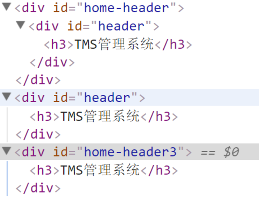 <div id="home-header">
<div id="header">
<h3>TMS管理系统</h3>
</div>
</div>
<div id="header">
<h3>TMS管理系统</h3>
</div>
<div id="home-header3"> == $0
<h3>TMS管理系统</h3>
</div>